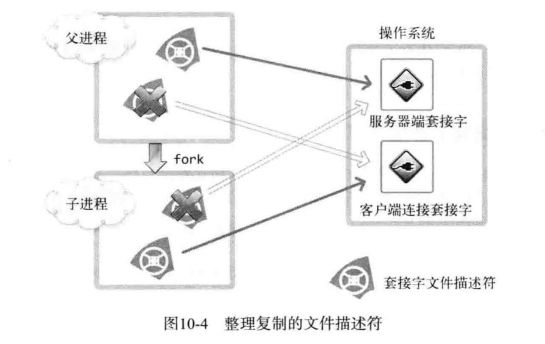 父进程
操作系统
服务器端套接字
fork
子进程
客户端连接套接字
套接字文件描述符
图10-4 整理复制的文件描述符